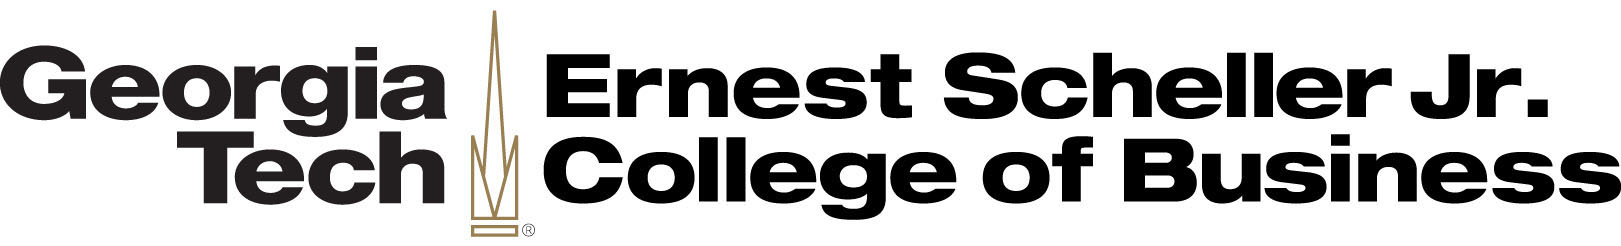 Georgia
Tech
®
Ernest Scheller Jr.
College of Business